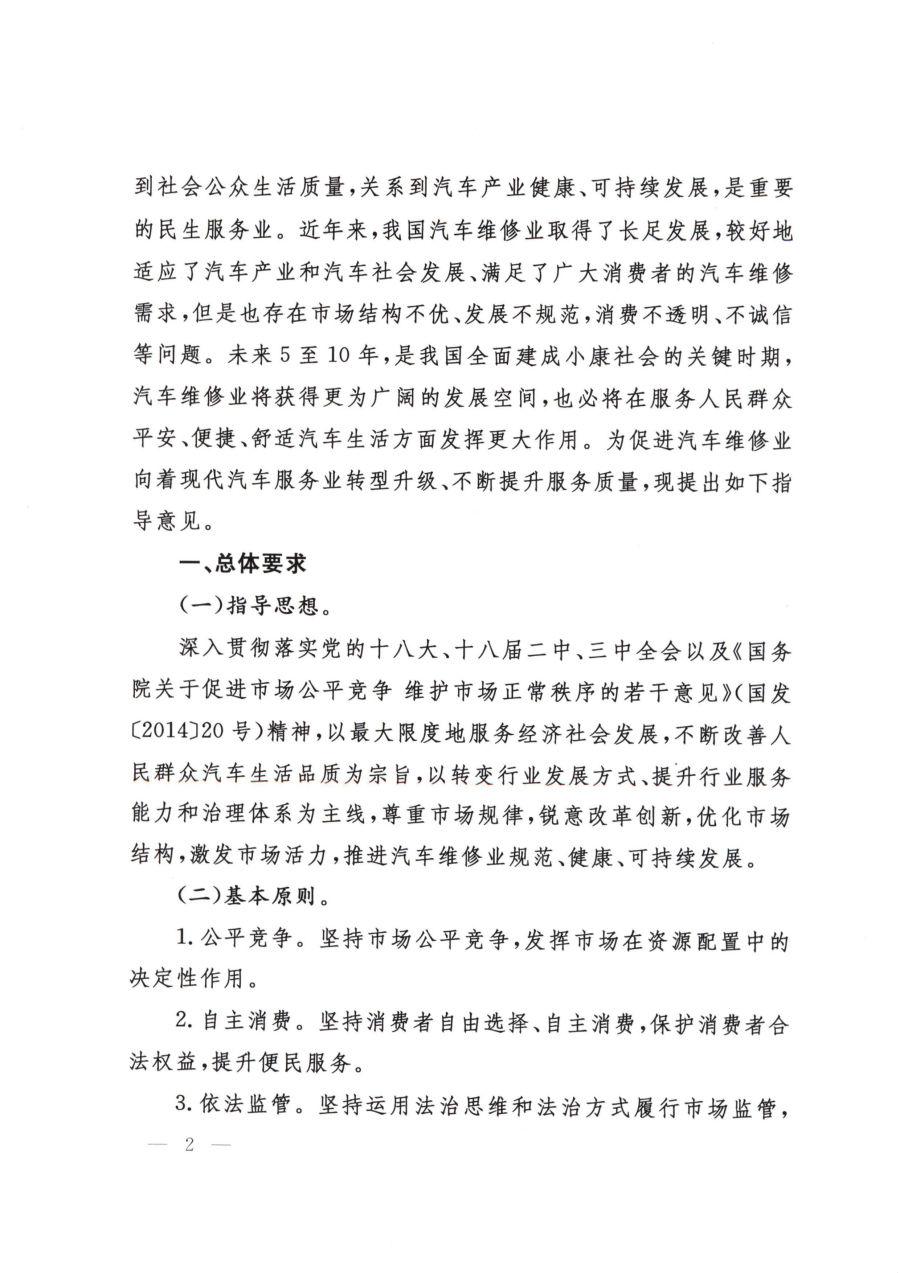 到社会公众生活质量,关系到汽车产业健康、可持续发展,是重要
的民生服务业。近年来,我国汽车维修业取得了长足发展,较好地
适应了汽车产业和汽车社会发展、满足了广大消费者的汽车维修
需求,但是也存在市场结构不优、发展不规范,消费不透明、不诚信
等问题。未来 5 至 10 年,是我国全面建成小康社会的关键时期,
汽车维修业将获得更为广阔的发展空间,也必将在服务人民群众
平安、便捷、舒适汽车生活方面发挥更大作用。为促进汽车维修业
向着现代汽车服务业转型升级、不断提升服务质量,现提出如下指
导意见。
一、总体要求
(一)指导思想。
深入贯彻落实党的十八大、十八届二中、三中全会以及《国务
院关于促进市场公平竞争 维护市场正常秩序的若干意见》(国发
〔2014〕20 号)精神,以最大限度地服务经济社会发展,不断改善人
民群众汽车生活品质为宗旨,以转变行业发展方式、提升行业服务
能力和治理体系为主线,尊重市场规律,锐意改革创新,优化市场
结构,激发市场活力,推进汽车维修业规范、健康、可持续发展。
(二)基本原则。
1. 公平竞争。坚持市场公平竞争,发挥市场在资源配置中的
决定性作用。
2. 自主消费。坚持消费者自由选择、自主消费,保护消费者合
法权益,提升便民服务。
3. 依法监管。坚持运用法治思维和法治方式履行市场监管,
— 2 —